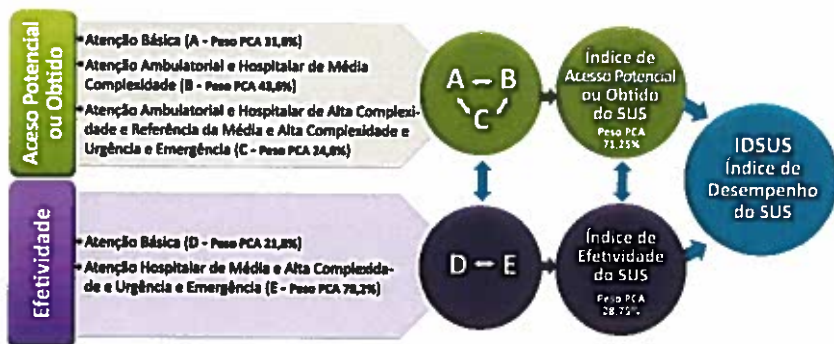 Aceso Potencial
ou Obtido
• Atenção Básica (A - Peso PCA 31,6%)
• Atenção Ambulatorial e Hospitalar de Média
Complexidade (B - Peso PCA 43,6%)
• Atenção Ambulatorial e Hospitalar de Alta Complexi-
dade e Referência da Média e Alta Complexidade e
Urgência e Emergência (C - Peso PCA 24,8%)
A B
C
Índice de
Acesso Potencial
ou Obtido
do SUS
Peso PCA
71,25%
IDSUS
Índice de
Desempenho
do SUS
Efetividade
• Atenção Básica (D - Peso PCA 21,8%)
• Atenção Hospitalar de Média e Alta Complexida-
de e Urgência e Emergência (E - Peso PCA 78,2%)
D E
Índice de
Efetividade
do SUS
Peso PCA
28,75%